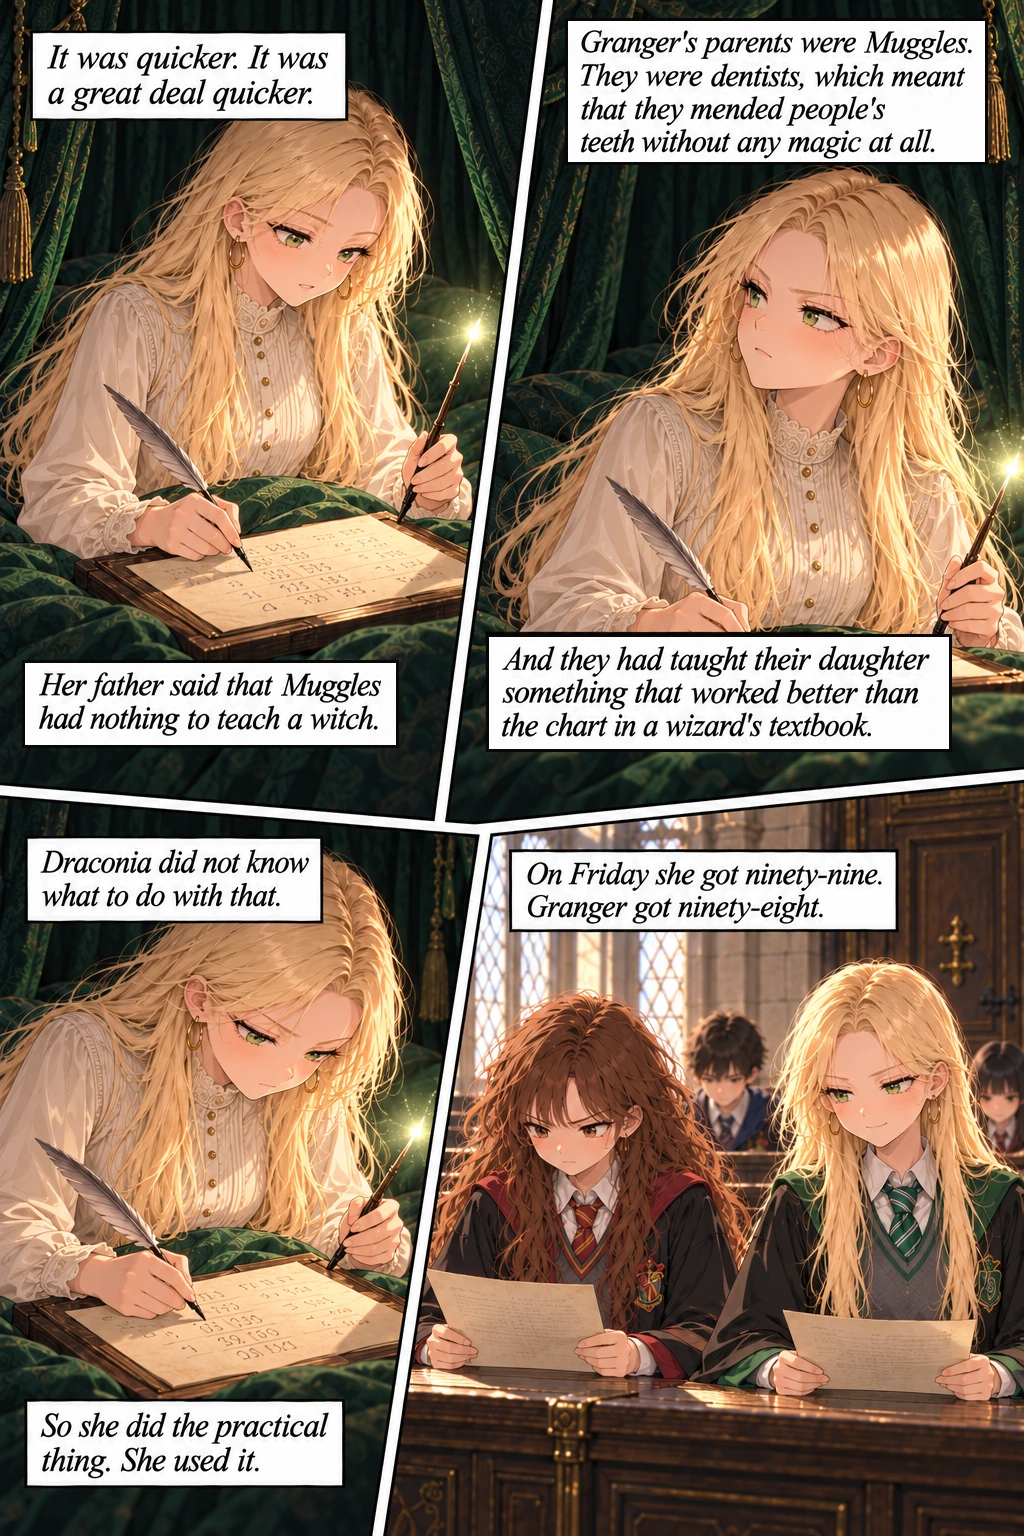 It was quicker. It was
a great deal quicker.
Her father said that Muggles
had nothing to teach a witch.
Granger's parents were Muggles.
They were dentists, which meant
that they mended people's
teeth without any magic at all.
And they had taught their daughter
something that worked better than
the chart in a wizard's textbook.
Draconia did not know
what to do with that.
So she did the practical
thing. She used it.
On Friday she got ninety-nine.
Granger got ninety-eight.